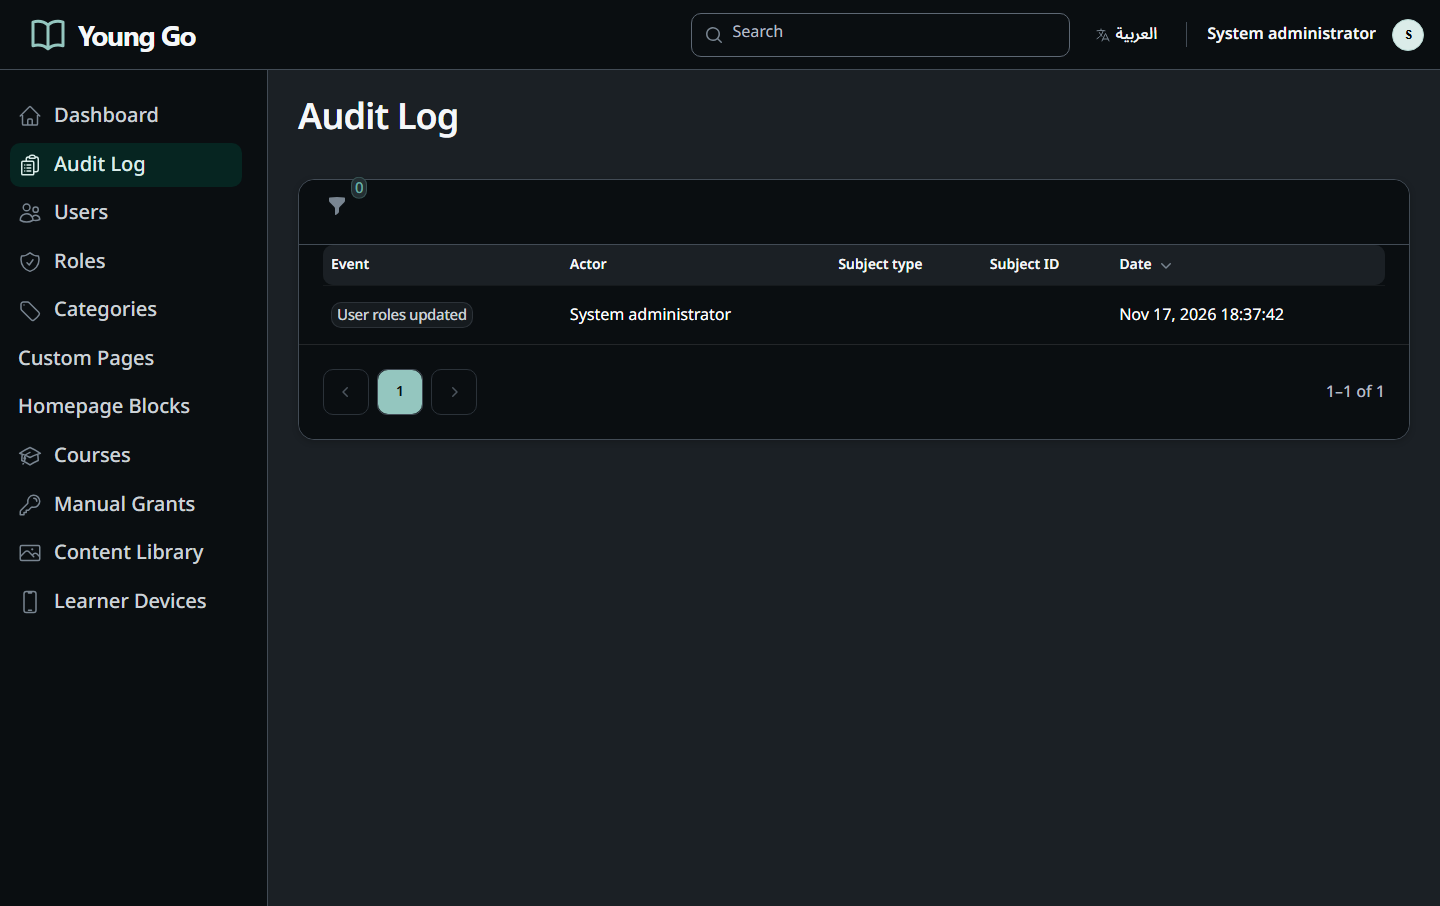 Young Go
Search
العربية
System administrator
S
Dashboard
Audit Log
Users
Roles
Categories
Custom Pages
Homepage Blocks
Courses
Manual Grants
Content Library
Learner Devices
Audit Log
0
Event Actor Subject type Subject ID Date
User roles updated System administrator Nov 17, 2026 18:37:42
1
1–1 of 1